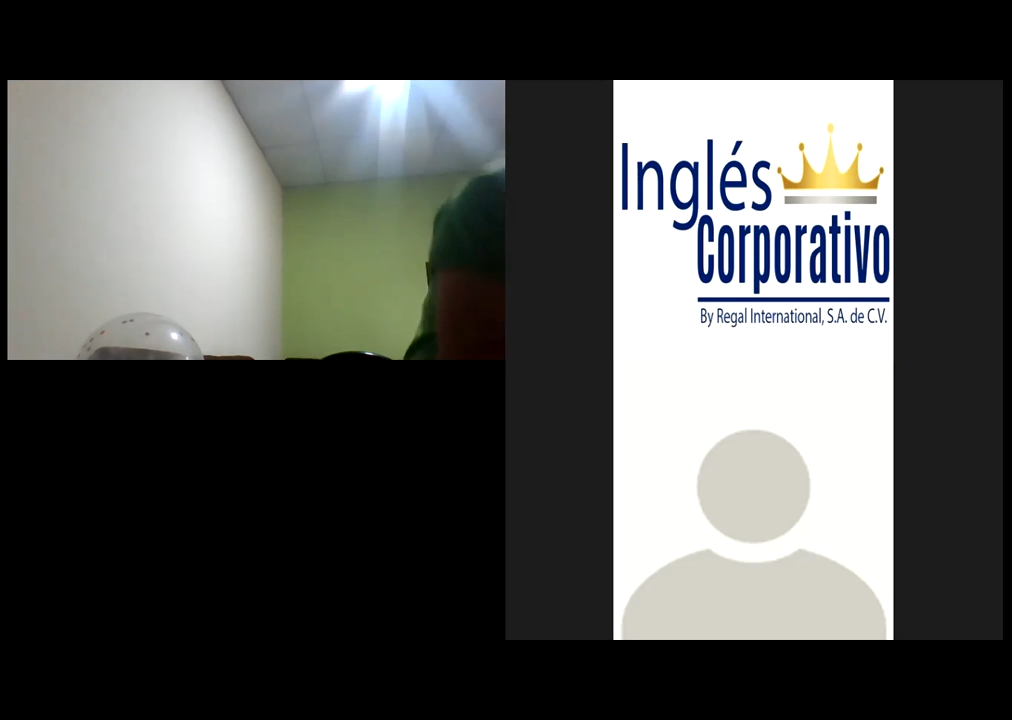 Inglés
Corporativo
By Regal International, S.A. de C.V.